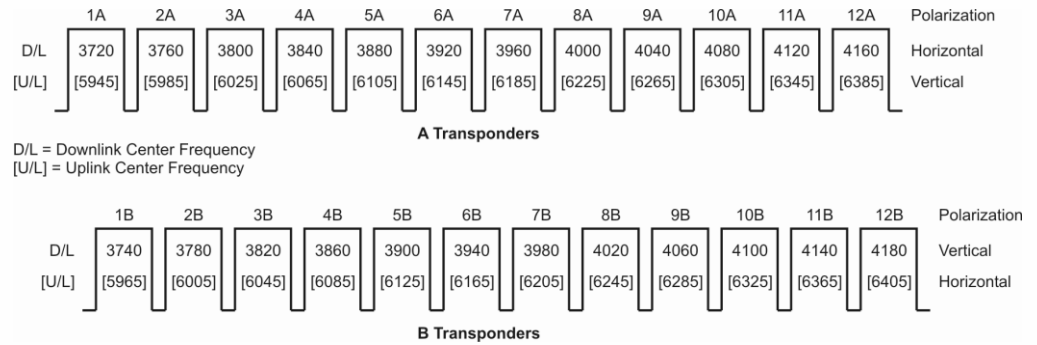 1A 2A 3A 4A 5A 6A 7A 8A 9A 10A 11A 12A Polarization
D/L 3720 3760 3800 3840 3880 3920 3960 4000 4040 4080 4120 4160 Horizontal
[U/L] [5945] [5985] [6025] [6065] [6105] [6145] [6185] [6225] [6265] [6305] [6345] [6385] Vertical
A Transponders
D/L = Downlink Center Frequency
[U/L] = Uplink Center Frequency
1B 2B 3B 4B 5B 6B 7B 8B 9B 10B 11B 12B Polarization
D/L 3740 3780 3820 3860 3900 3940 3980 4020 4060 4100 4140 4180 Vertical
[U/L] [5965] [6005] [6045] [6085] [6125] [6165] [6205] [6245] [6285] [6325] [6365] [6405] Horizontal
B Transponders